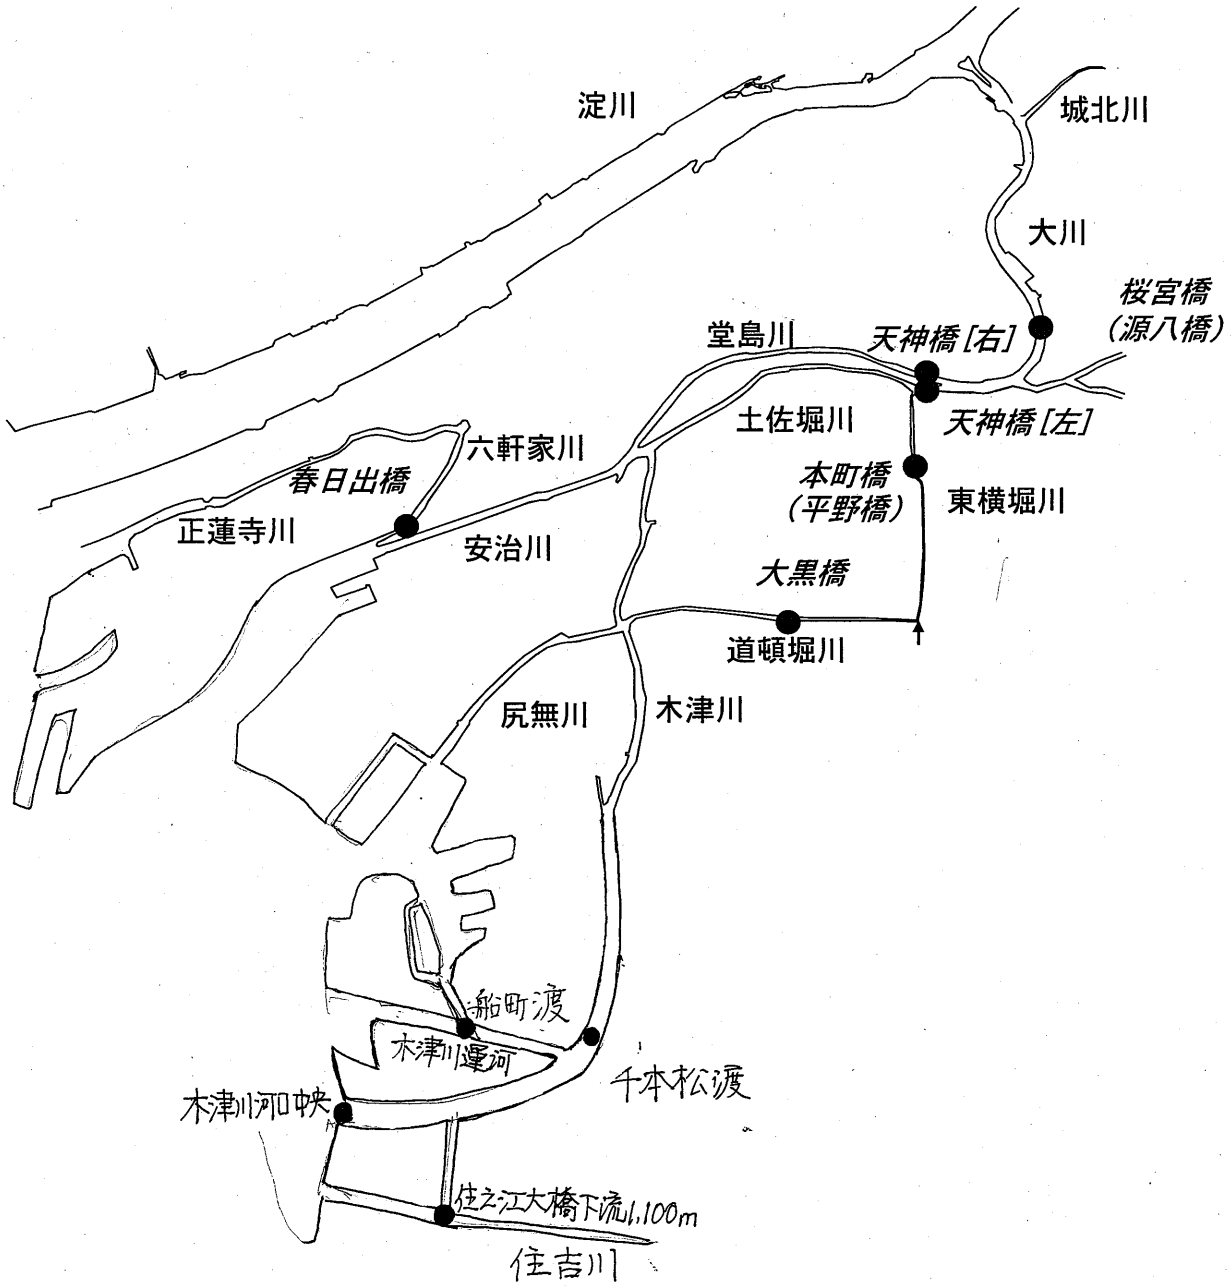 淀川
城北川
大川
桜宮橋
(源八橋)
堂島川
天神橋[右]
土佐堀川
天神橋[左]
六軒家川
春日出橋
本町橋
(平野橋)
東横堀川
正蓮寺川
安治川
大黒橋
道頓堀川
尻無川
木津川
船町渡
木津川運河
千本松渡
木津川河口中央
住之江大橋下流1,100m
住吉川